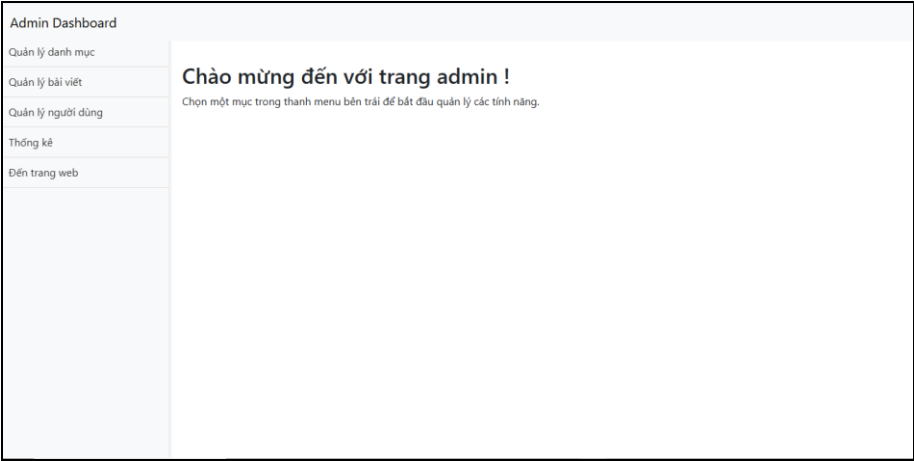 Admin Dashboard
Quản lý danh mục
Quản lý bài viết
Quản lý người dùng
Thống kê
Đến trang web
Chào mừng đến với trang admin !
Chọn một mục trong thanh menu bên trái để bắt đầu quản lý các tính năng.